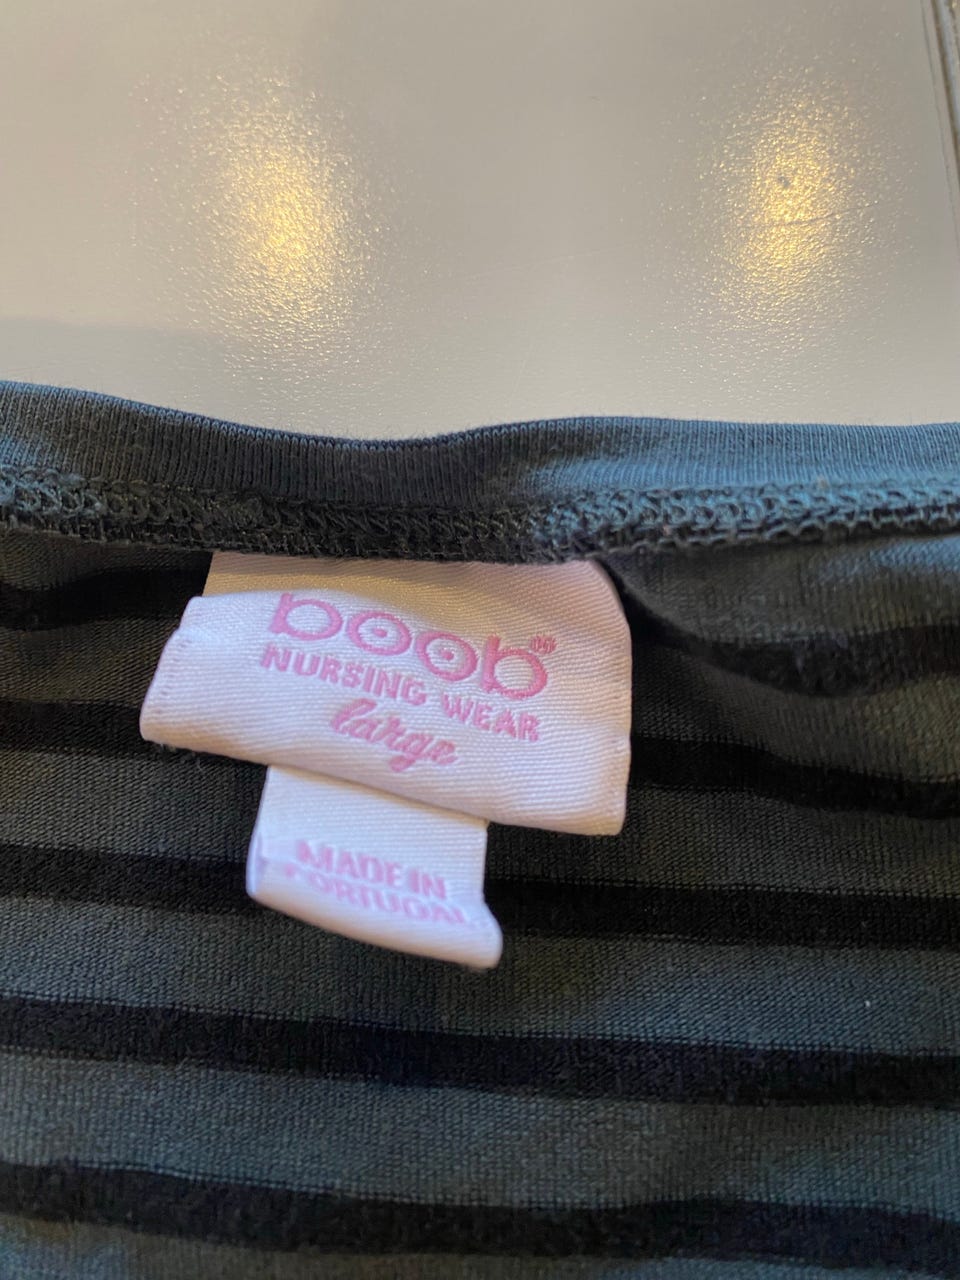 boob®
NURSING WEAR
large
MADE IN
PORTUGAL